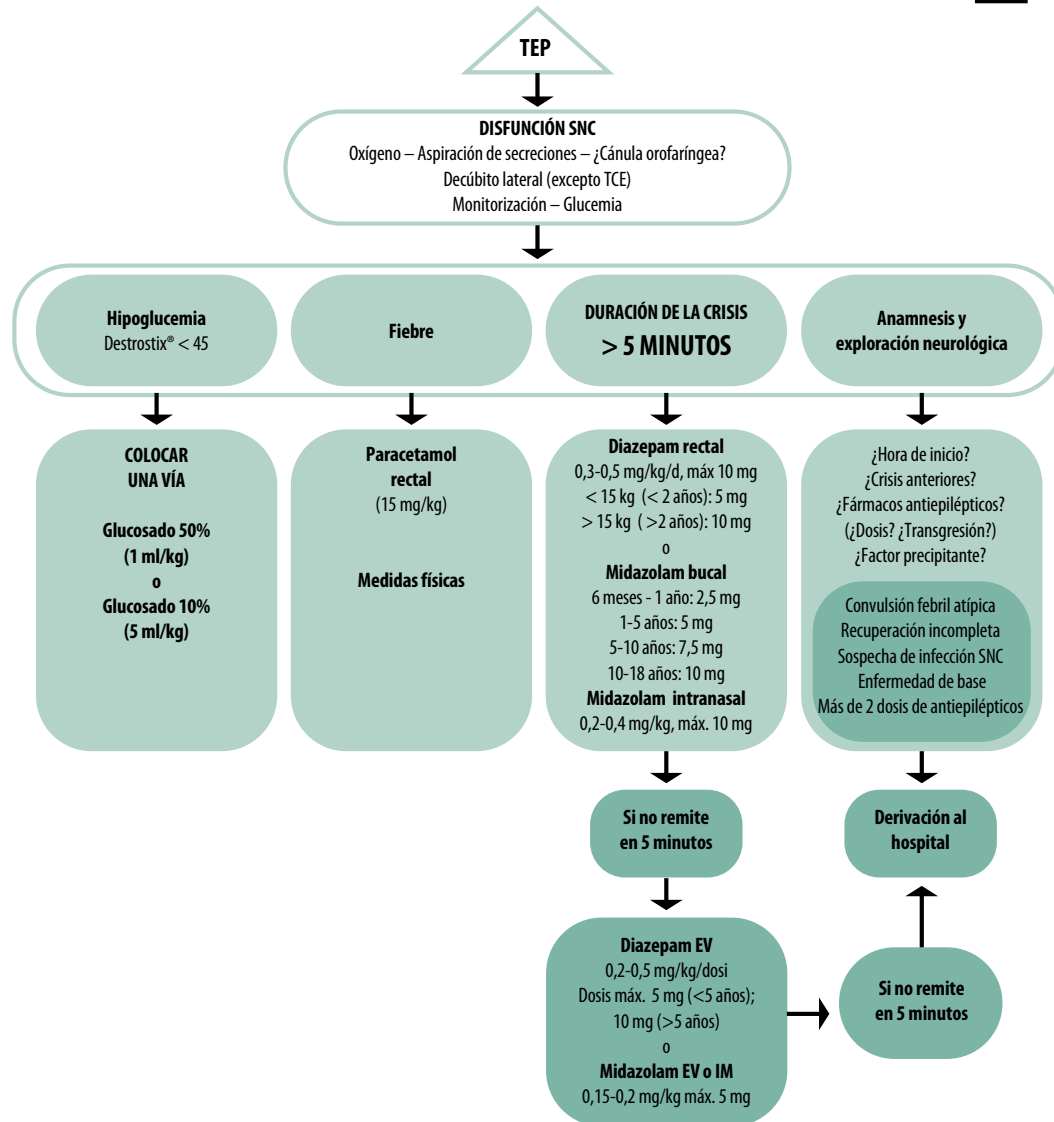 TEP
DISFUNCIÓN SNC
Oxígeno – Aspiración de secreciones – ¿Cánula orofaríngea?
Decúbito lateral (excepto TCE)
Monitorización – Glucemia
Hipoglucemia
Destrostix® < 45
Fiebre
DURACIÓN DE LA CRISIS
> 5 MINUTOS
Anamnesis y
exploración neurológica
COLOCAR
UNA VÍA
Glucosado 50%
(1 ml/kg)
o
Glucosado 10%
(5 ml/kg)
Paracetamol
rectal
(15 mg/kg)
Medidas físicas
Diazepam rectal
0,3-0,5 mg/kg/d, máx 10 mg
< 15 kg (< 2 años): 5 mg
> 15 kg ( >2 años): 10 mg
o
Midazolam bucal
6 meses - 1 año: 2,5 mg
1-5 años: 5 mg
5-10 años: 7,5 mg
10-18 años: 10 mg
Midazolam intranasal
0,2-0,4 mg/kg, máx. 10 mg
¿Hora de inicio?
¿Crisis anteriores?
¿Fármacos antiepilépticos?
(¿Dosis? ¿Transgresión?)
¿Factor precipitante?
Convulsión febril atípica
Recuperación incompleta
Sospecha de infección SNC
Enfermedad de base
Más de 2 dosis de antiepilépticos
Si no remite
en 5 minutos
Derivación al
hospital
Diazepam EV
0,2-0,5 mg/kg/dosi
Dosis máx. 5 mg (<5 años);
10 mg (>5 años)
o
Midazolam EV o IM
0,15-0,2 mg/kg máx. 5 mg
Si no remite
en 5 minutos